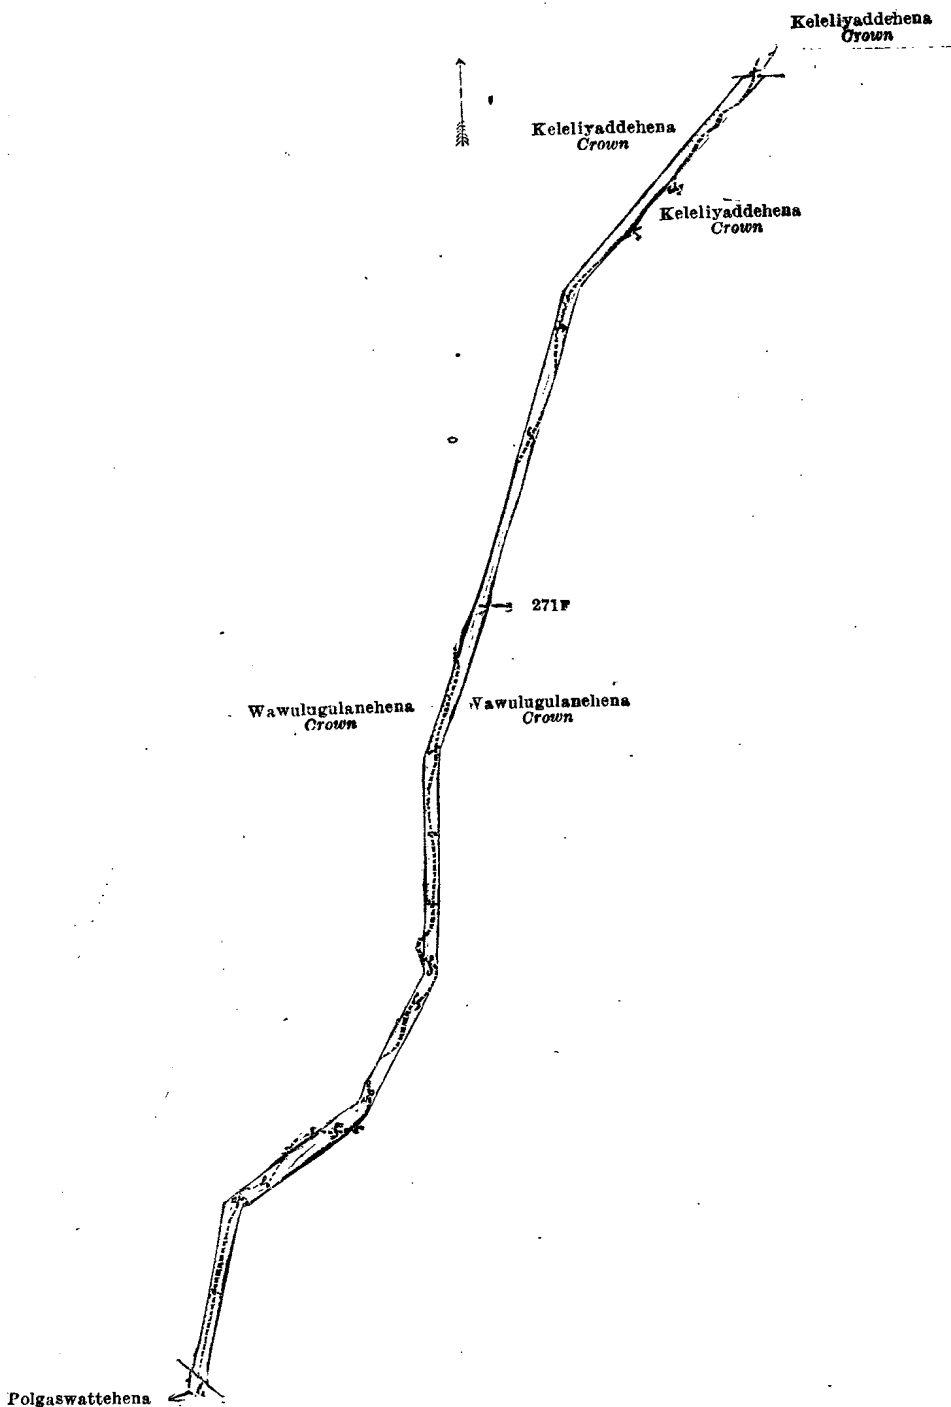 Keleliyaddehena
Crown
Keleliyaddehena
Crown
Keleliyaddehena
Crown
271F
Wawulugulanehena
Crown
Wawulugulanehena
Crown
Polgaswattehena